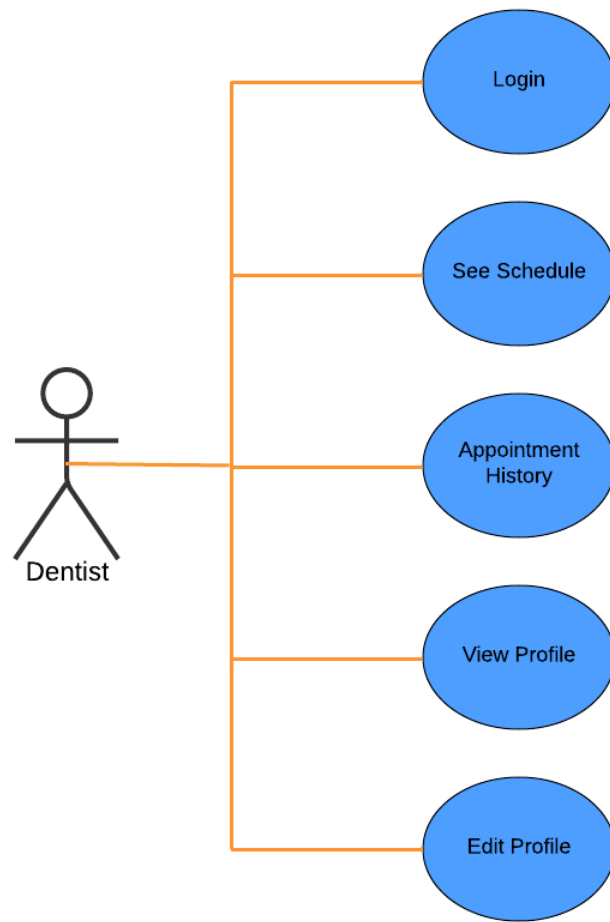 Login
See Schedule
Appointment
History
Dentist
View Profile
Edit Profile